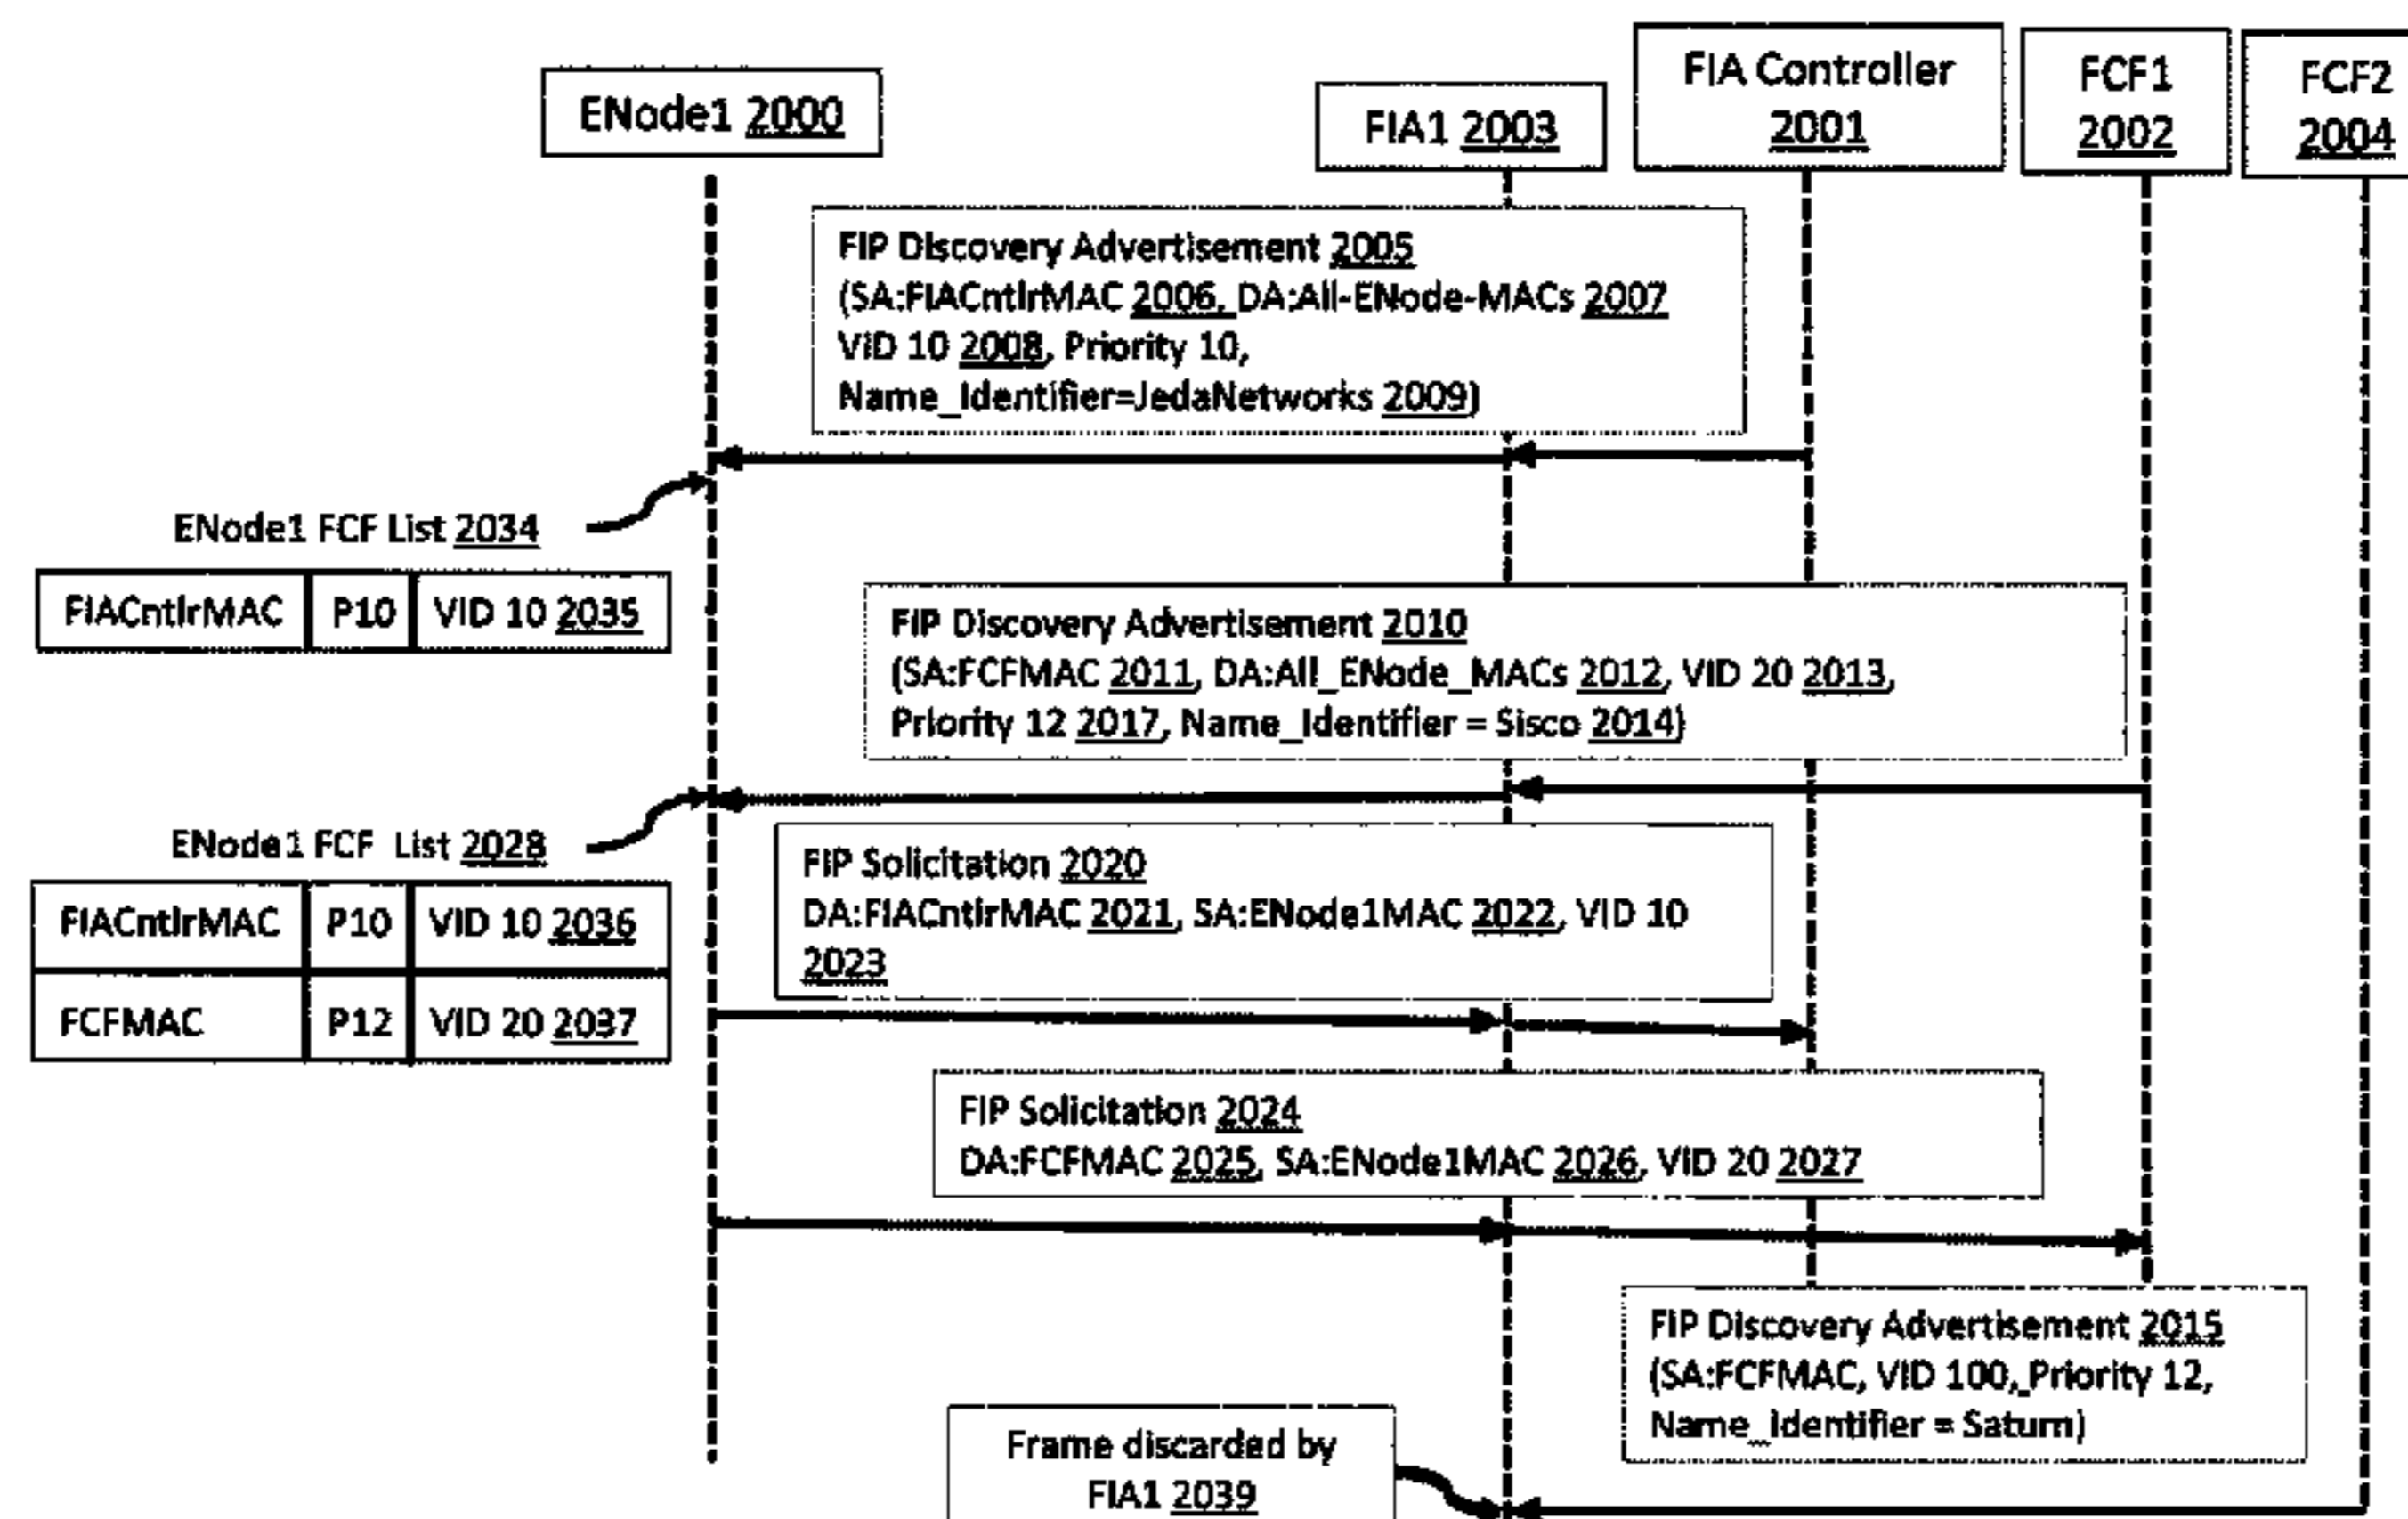 ENode1 2000
FIA1 2003
FIA Controller
2001
FCF1
2002
FCF2
2004
FIP Discovery Advertisement 2005
(SA:FIACntlrMAC 2006, DA:All-ENode-MACs 2007
VID 10 2008, Priority 10,
Name_Identifier=JedaNetworks 2009)
ENode1 FCF List 2034
FIACntlrMAC P10 VID 10 2035
FIP Discovery Advertisement 2010
(SA:FCFMAC 2011, DA:All_ENode_MACs 2012, VID 20 2013,
Priority 12 2017, Name_Identifier = Sisco 2014)
ENode1 FCF List 2028
FIACntlrMAC P10 VID 10 2036
FCFMAC P12 VID 20 2037
FIP Solicitation 2020
DA:FIACntlrMAC 2021, SA:ENode1MAC 2022, VID 10
2023
FIP Solicitation 2024
DA:FCFMAC 2025, SA:ENode1MAC 2026, VID 20 2027
FIP Discovery Advertisement 2015
(SA:FCFMAC, VID 100, Priority 12,
Name_Identifier = Saturn)
Frame discarded by
FIA1 2039